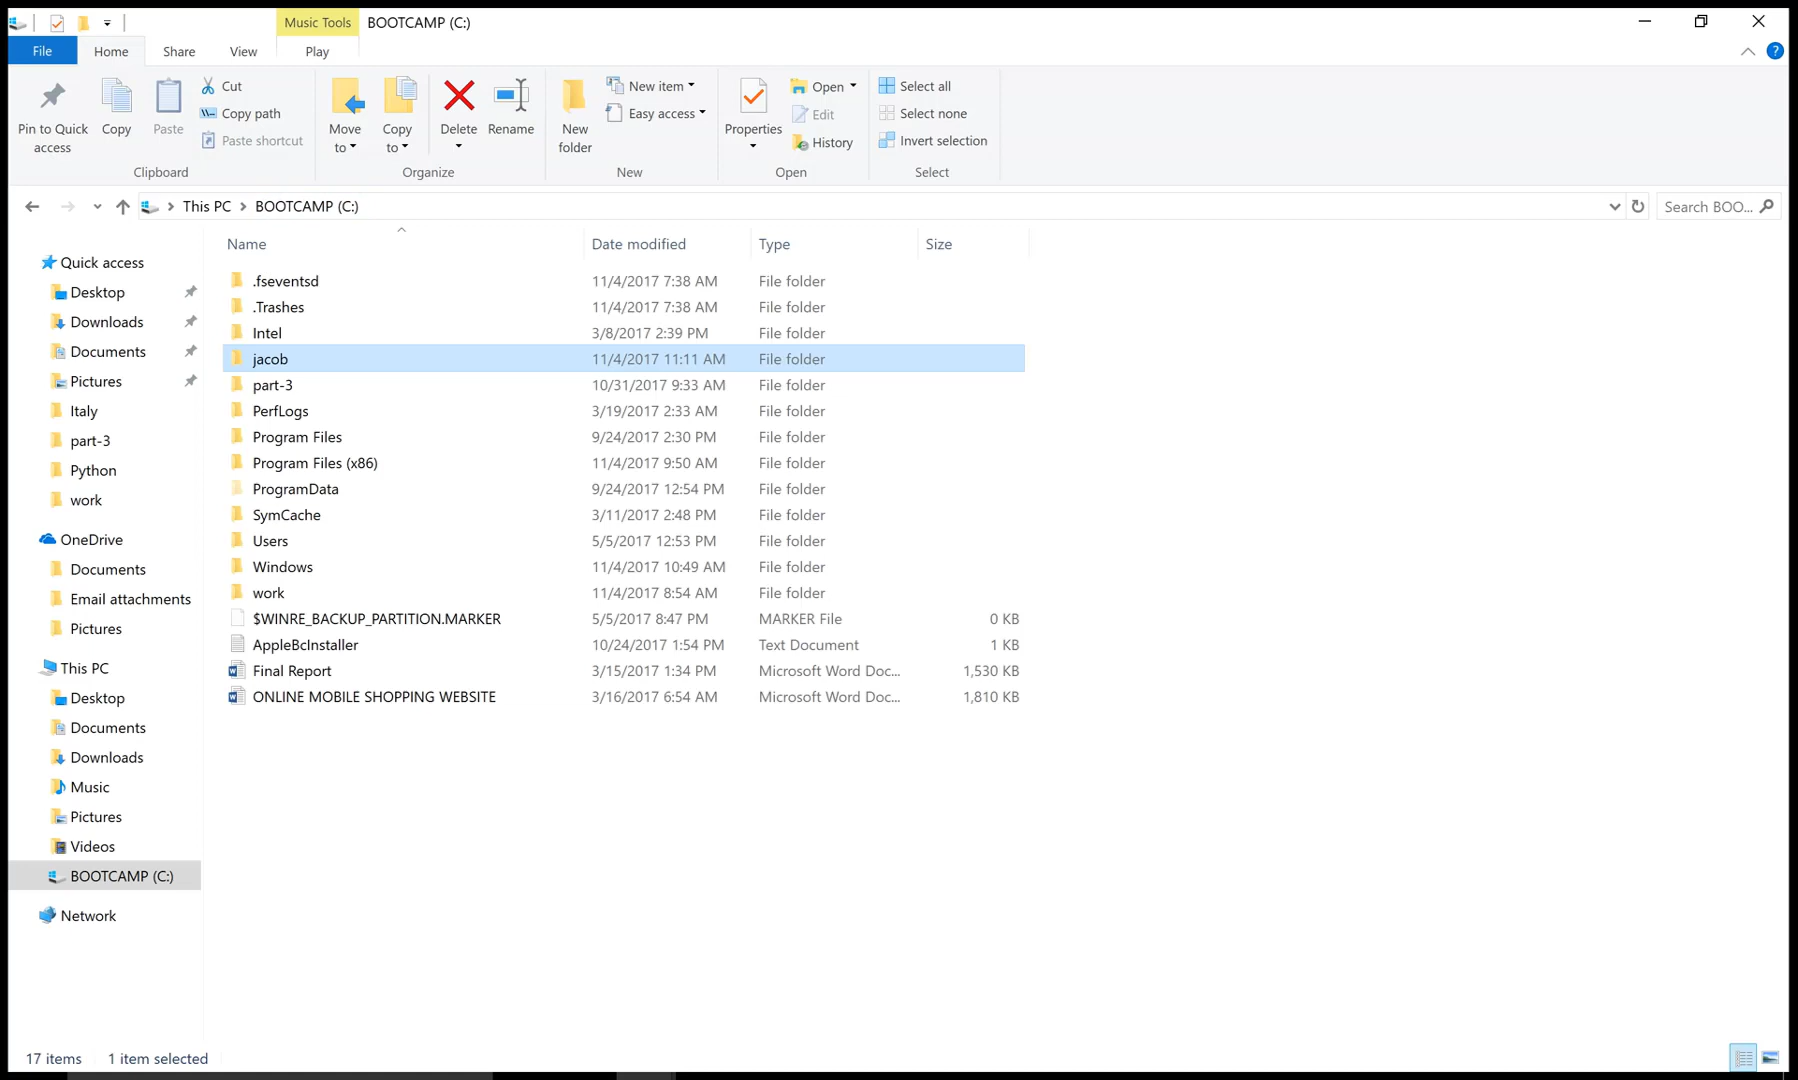 Music Tools BOOTCAMP (C:)
File Home Share View Play
Pin to Quick access
Copy
Paste
Cut
Copy path
Paste shortcut
Clipboard
Move to
Copy to
Delete
Rename
Organize
New folder
New item
Easy access
New
Properties
Open
Edit
History
Open
Select all
Select none
Invert selection
Select
This PC BOOTCAMP (C:)
Search BOO...
Quick access
Desktop
Downloads
Documents
Pictures
Italy
part-3
Python
work
OneDrive
Documents
Email attachments
Pictures
This PC
Desktop
Documents
Downloads
Music
Pictures
Videos
BOOTCAMP (C:)
Network
Name Date modified Type Size
.fseventsd 11/4/2017 7:38 AM File folder
.Trashes 11/4/2017 7:38 AM File folder
Intel 3/8/2017 2:39 PM File folder
jacob 11/4/2017 11:11 AM File folder
part-3 10/31/2017 9:33 AM File folder
PerfLogs 3/19/2017 2:33 AM File folder
Program Files 9/24/2017 2:30 PM File folder
Program Files (x86) 11/4/2017 9:50 AM File folder
ProgramData 9/24/2017 12:54 PM File folder
SymCache 3/11/2017 2:48 PM File folder
Users 5/5/2017 12:53 PM File folder
Windows 11/4/2017 10:49 AM File folder
work 11/4/2017 8:54 AM File folder
$WINRE_BACKUP_PARTITION.MARKER 5/5/2017 8:47 PM MARKER File 0 KB
AppleBcInstaller 10/24/2017 1:54 PM Text Document 1 KB
Final Report 3/15/2017 1:34 PM Microsoft Word Doc... 1,530 KB
ONLINE MOBILE SHOPPING WEBSITE 3/16/2017 6:54 AM Microsoft Word Doc... 1,810 KB
17 items 1 item selected